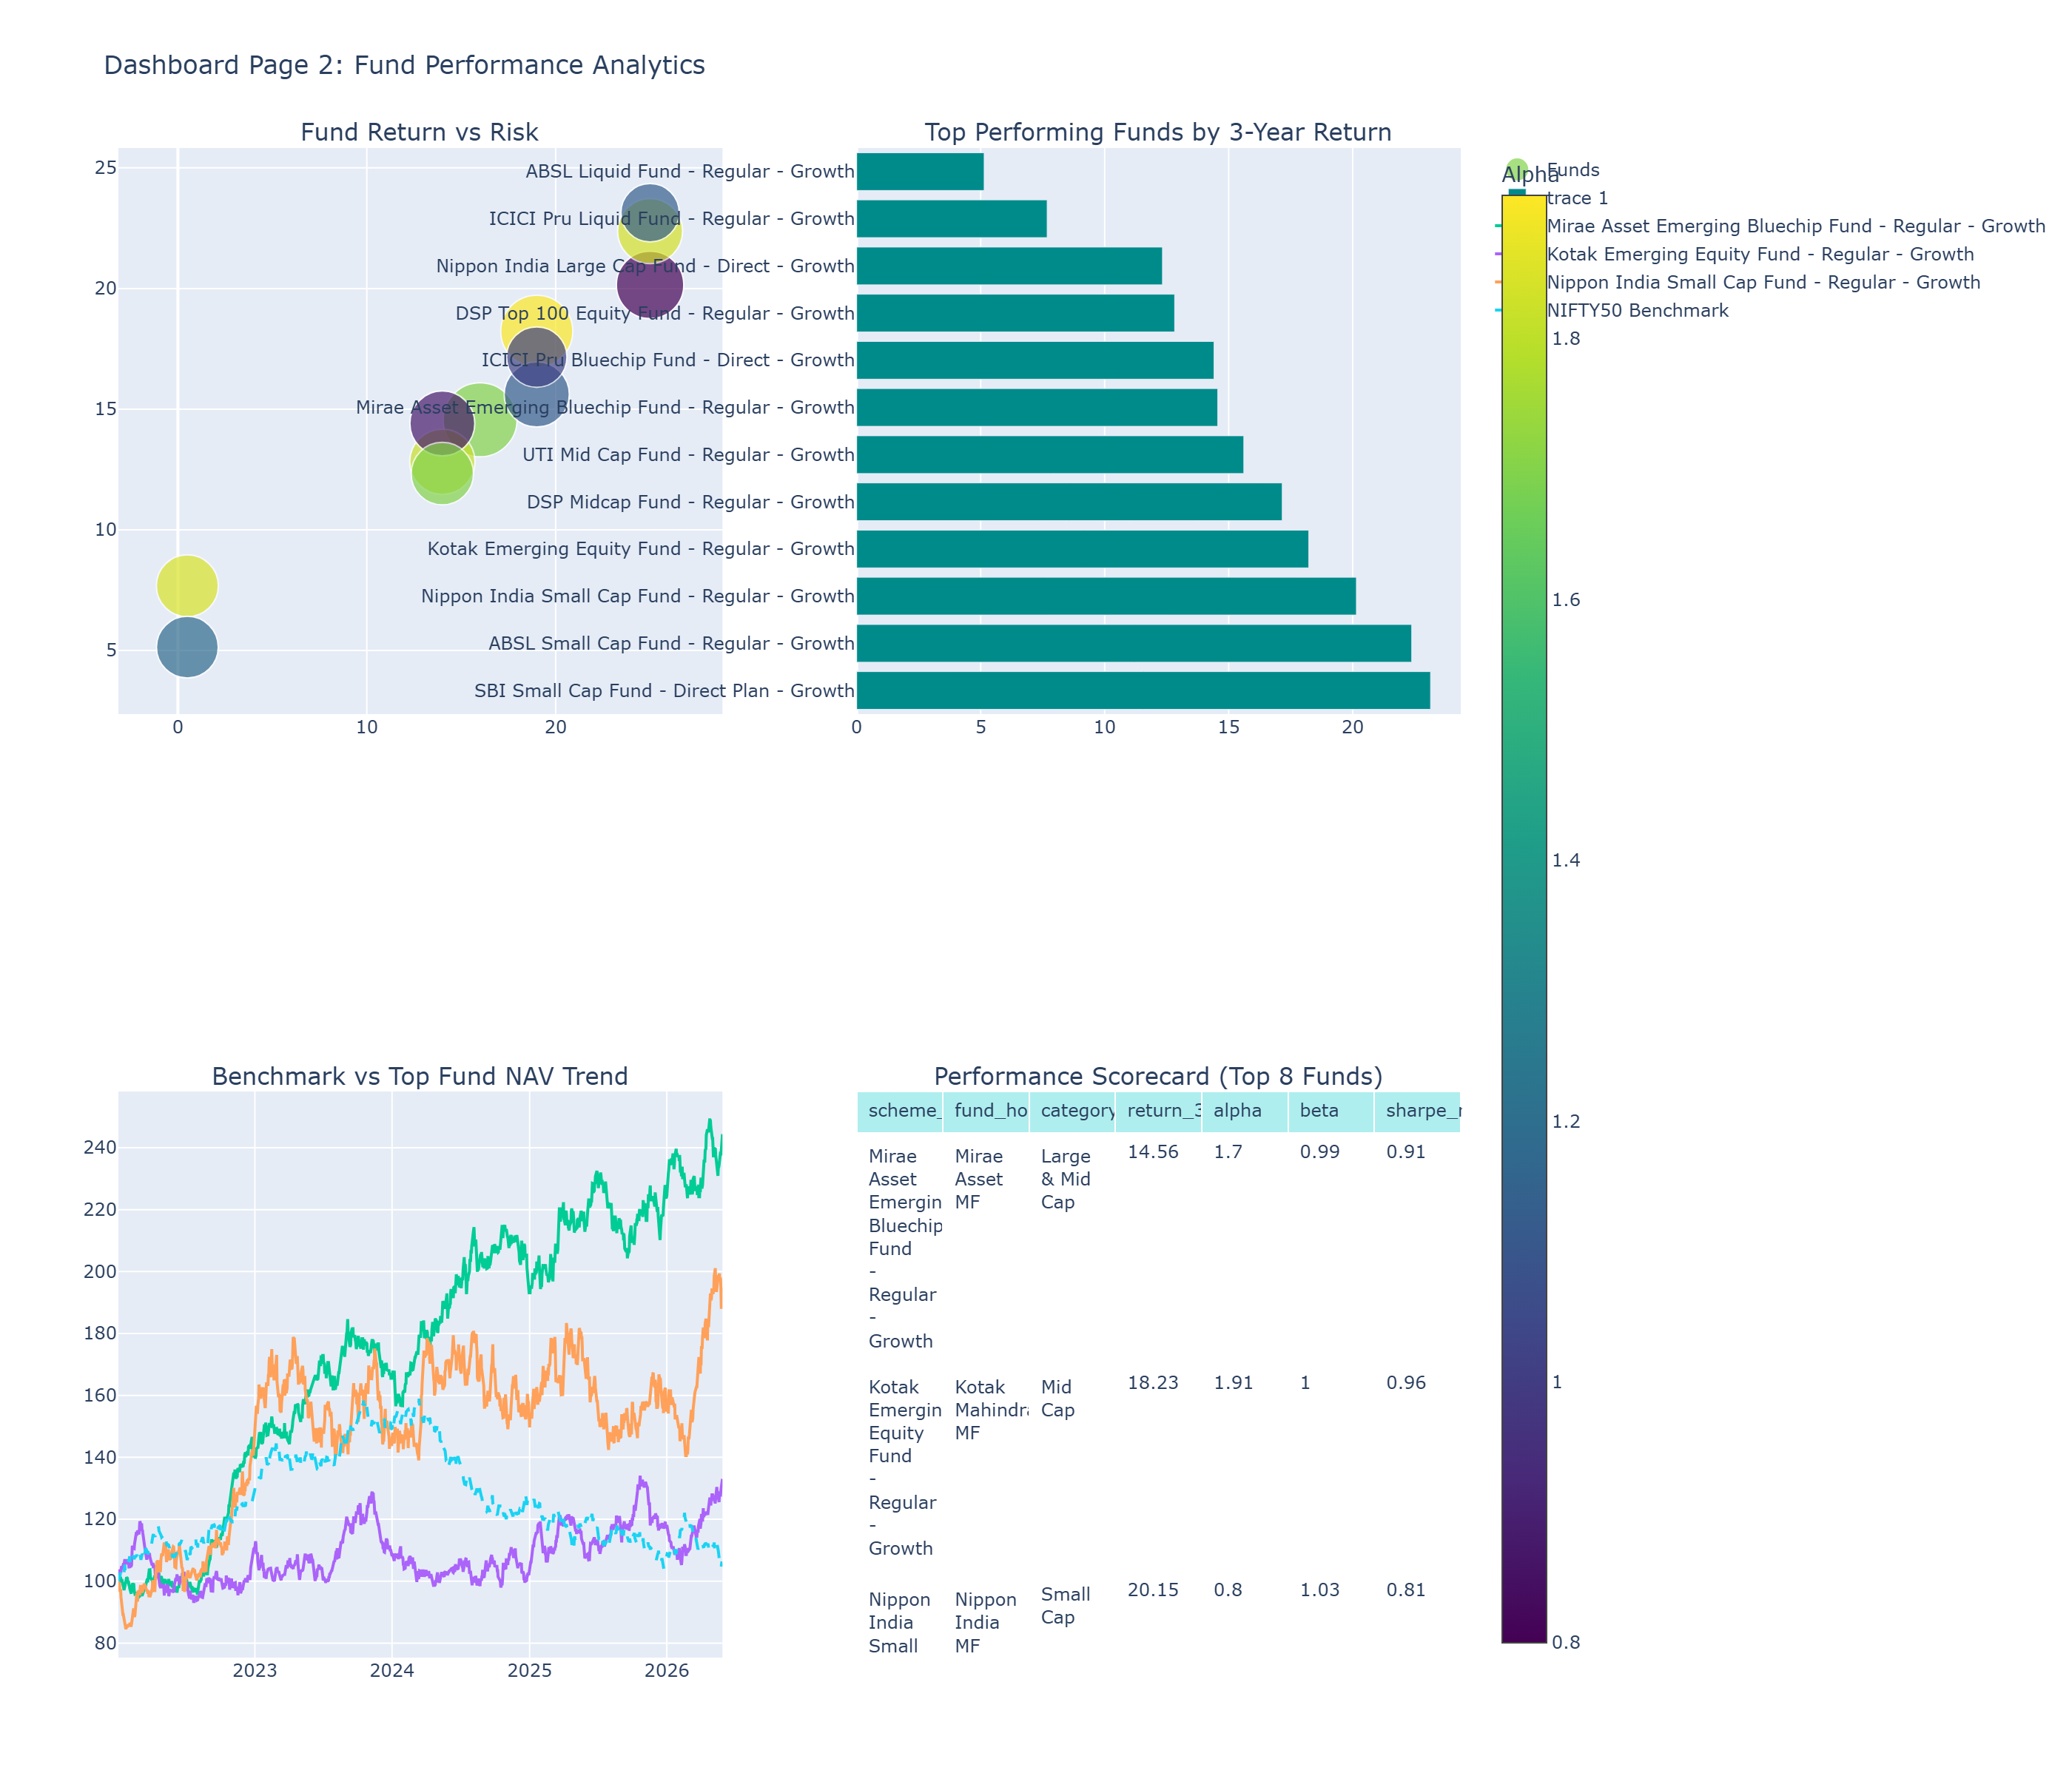 Dashboard Page 2: Fund Performance Analytics
Fund Return vs Risk
25
20
15
10
5
0
10
20
Top Performing Funds by 3-Year Return
ABSL Liquid Fund - Regular - Growth
ICICI Pru Liquid Fund - Regular - Growth
Nippon India Large Cap Fund - Direct - Growth
DSP Top 100 Equity Fund - Regular - Growth
ICICI Pru Bluechip Fund - Direct - Growth
Mirae Asset Emerging Bluechip Fund - Regular - Growth
UTI Mid Cap Fund - Regular - Growth
DSP Midcap Fund - Regular - Growth
Kotak Emerging Equity Fund - Regular - Growth
Nippon India Small Cap Fund - Regular - Growth
ABSL Small Cap Fund - Regular - Growth
SBI Small Cap Fund - Direct Plan - Growth
0
5
10
15
20
Alpha
Funds
trace 1
Mirae Asset Emerging Bluechip Fund - Regular - Growth
Kotak Emerging Equity Fund - Regular - Growth
Nippon India Small Cap Fund - Regular - Growth
NIFTY50 Benchmark
1.8
1.6
1.4
1.2
1
0.8
Benchmark vs Top Fund NAV Trend
240
220
200
180
160
140
120
100
80
2023
2024
2025
2026
Performance Scorecard (Top 8 Funds)
scheme_ fund_ho category return_3 alpha beta sharpe_r
Mirae Mirae Large 14.56 1.7 0.99 0.91
Asset Asset & Mid
Emergin MF Cap
Bluechip
Fund
-
Regular
-
Growth
Kotak Kotak Mid 18.23 1.91 1 0.96
Emergin Mahindra Cap
Equity MF
Fund
-
Regular
-
Growth
Nippon Nippon Small 20.15 0.8 1.03 0.81
India India Cap
Small MF